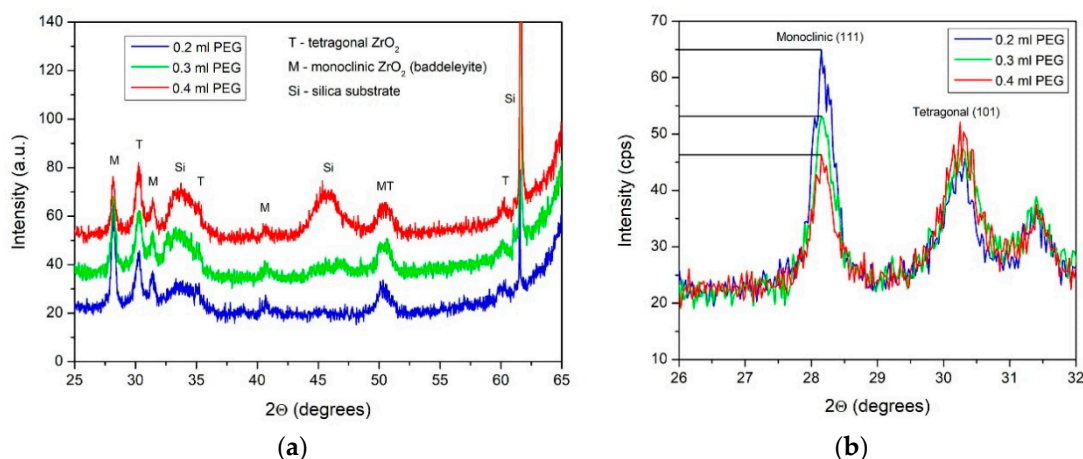 140
120
100
80
60
40
20
0
Intensity (a.u.)
0.2 ml PEG
0.3 ml PEG
0.4 ml PEG
T - tetragonal ZrO₂
M - monoclinic ZrO₂ (baddeleyite)
Si - silica substrate
M
T
M
Si
T
M
Si
MT
T
Si
25 30 35 40 45 50 55 60 65
2Θ (degrees)
(a)
70
60
50
40
30
20
10
Intensity (cps)
Monoclinic (111)
Tetragonal (101)
0.2 ml PEG
0.3 ml PEG
0.4 ml PEG
26 27 28 29 30 31 32
2Θ (degrees)
(b)